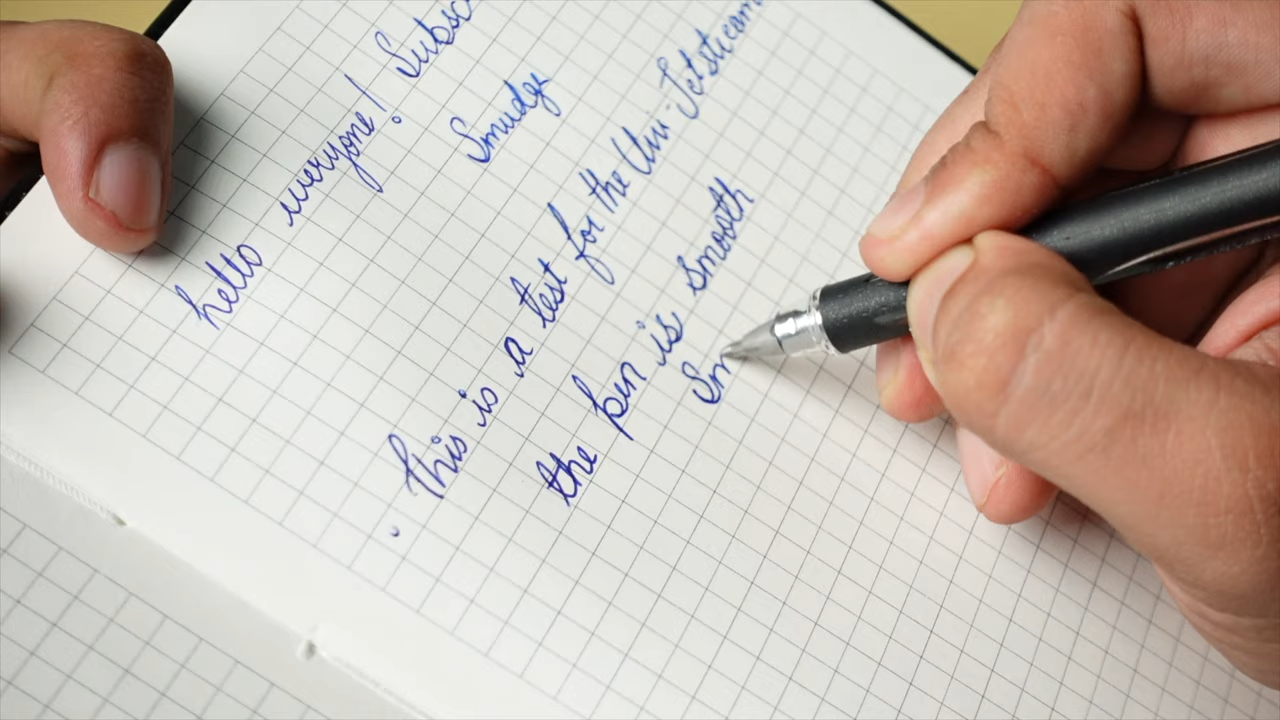 hello everyone! Subsc
Smudge
This is a test for the Uni-Jetstream
the pen is smooth
Sm